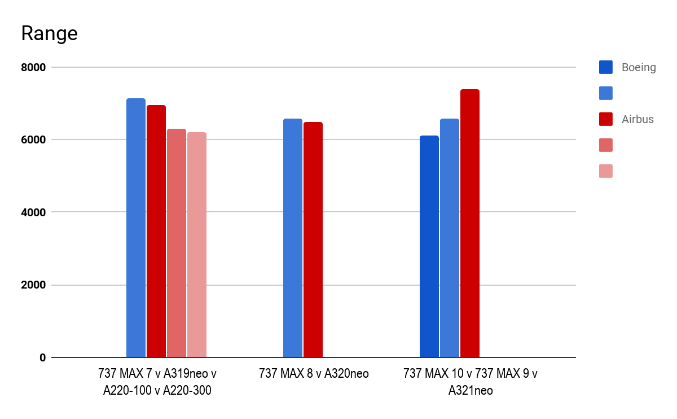 Range
8000
6000
4000
2000
0
737 MAX 7 v A319neo v
A220-100 v A220-300
737 MAX 8 v A320neo
737 MAX 10 v 737 MAX 9 v
A321neo
Boeing
Airbus